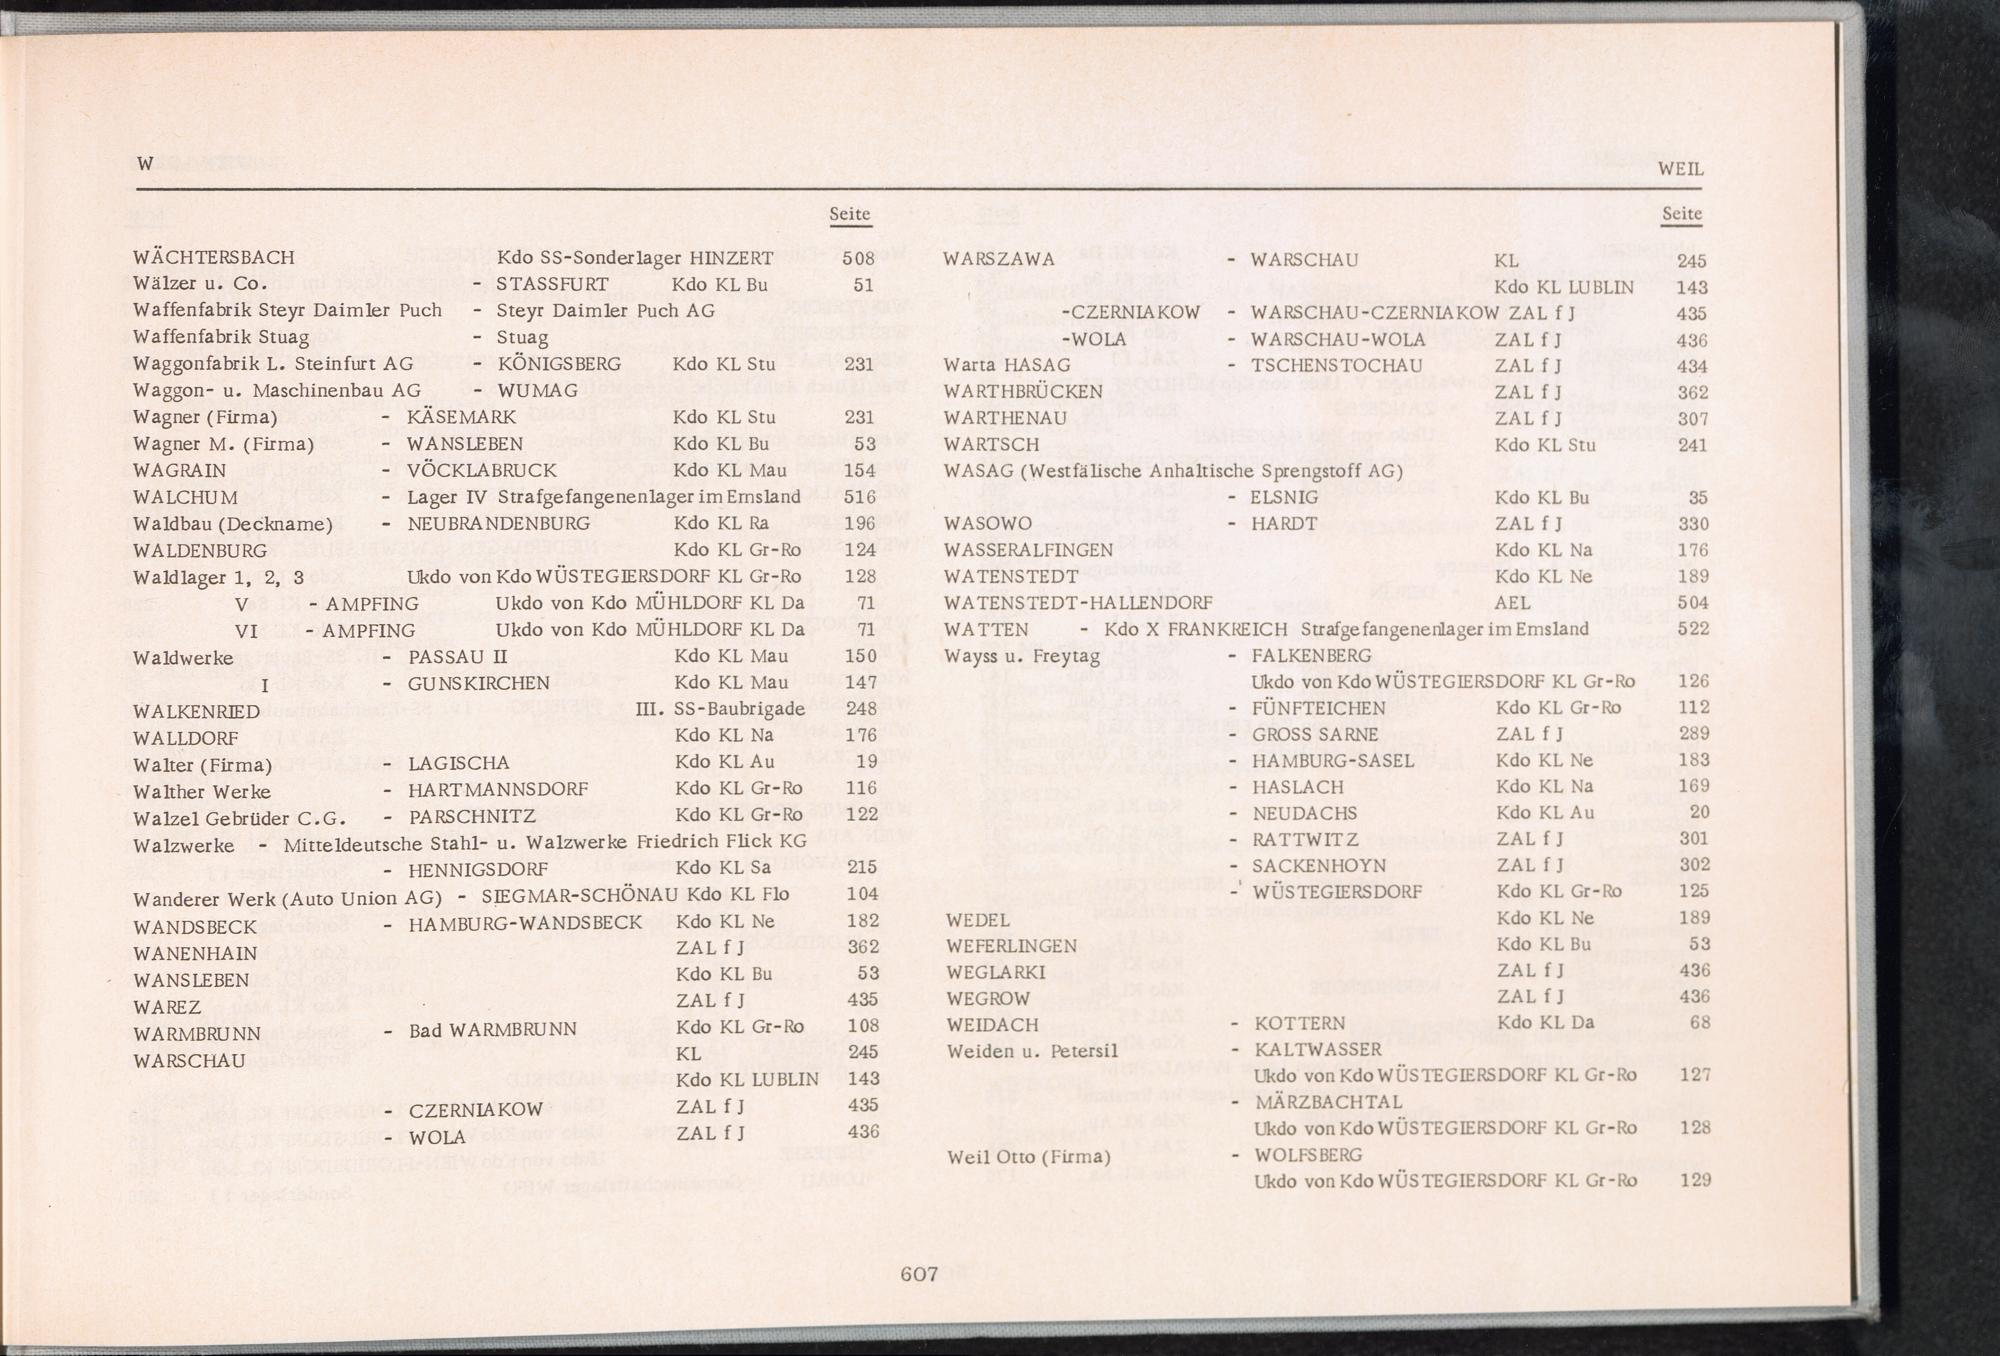 W
WEIL
Seite
WÄCHTERSBACH Kdo SS-Sonderlager HINZERT 508
Wälzer u. Co. - STASSFURT Kdo KL Bu 51
Waffenfabrik Steyr Daimler Puch - Steyr Daimler Puch AG
Waffenfabrik Stuag - Stuag
Waggonfabrik L. Steinfurt AG - KÖNIGSBERG Kdo KL Stu 231
Waggon- u. Maschinenbau AG - WUMAG
Wagner (Firma) - KÄSEMARK Kdo KL Stu 231
Wagner M. (Firma) - WANSLEBEN Kdo KL Bu 53
WAGRAIN - VÖCKLABRUCK Kdo KL Mau 154
WALCHUM - Lager IV Strafgefangenenlager im Emsland 516
Waldbau (Deckname) - NEUBRANDENBURG Kdo KL Ra 196
WALDENBURG Kdo KL Gr-Ro 124
Waldlager 1, 2, 3 Ukdo von Kdo WÜSTEGIERSDORF KL Gr-Ro 128
V - AMPFING Ukdo von Kdo MÜHLDORF KL Da 71
VI - AMPFING Ukdo von Kdo MÜHLDORF KL Da 71
Waldwerke - PASSAU II Kdo KL Mau 150
I - GUNSKIRCHEN Kdo KL Mau 147
WALKENRIED III. SS-Baubrigade 248
WALLDORF Kdo KL Na 176
Walter (Firma) - LAGISCHA Kdo KL Au 19
Walther Werke - HARTMANNSDORF Kdo KL Gr-Ro 116
Walzel Gebrüder C.G. - PARSCHNITZ Kdo KL Gr-Ro 122
Walzwerke - Mitteldeutsche Stahl- u. Walzwerke Friedrich Flick KG
- HENNIGSDORF Kdo KL Sa 215
Wanderer Werk (Auto Union AG) - SIEGMAR-SCHÖNAU Kdo KL Flo 104
WANDSBECK - HAMBURG-WANDSBECK Kdo KL Ne 182
WANENHAIN ZAL f J 362
WANSLEBEN Kdo KL Bu 53
WAREZ ZAL f J 435
WARMBRUNN - Bad WARMBRUNN Kdo KL Gr-Ro 108
WARSCHAU KL 245
Kdo KL LUBLIN 143
- CZERNIAKOW ZAL f J 435
- WOLA ZAL f J 436
Seite
WARSZAWA - WARSCHAU KL 245
Kdo KL LUBLIN 143
-CZERNIAKOW - WARSCHAU-CZERNIAKOW ZAL f J 435
-WOLA - WARSCHAU-WOLA ZAL f J 436
Warta HASAG - TSCHENSTOCHAU ZAL f J 434
WARTHBRÜCKEN ZAL f J 362
WARTHENAU ZAL f J 307
WARTSCH Kdo KL Stu 241
WASAG (Westfälische Anhaltische Sprengstoff AG)
- ELSNIG Kdo KL Bu 35
WASOWO - HARDT ZAL f J 330
WASSERALFINGEN Kdo KL Na 176
WATENSTEDT Kdo KL Ne 189
WATENSTEDT-HALLENDORF AEL 504
WATTEN - Kdo X FRANKREICH Strafgefangenenlager im Emsland 522
Wayss u. Freytag - FALKENBERG
Ukdo von Kdo WÜSTEGIERSDORF KL Gr-Ro 126
- FÜNFTEICHEN Kdo KL Gr-Ro 112
- GROSS SARNE ZAL f J 289
- HAMBURG-SASEL Kdo KL Ne 183
- HASLACH Kdo KL Na 169
- NEUDACHS Kdo KL Au 20
- RATTWITZ ZAL f J 301
- SACKENHOYN ZAL f J 302
- WÜSTEGIERSDORF Kdo KL Gr-Ro 125
WEDEL Kdo KL Ne 189
WEFERLINGEN Kdo KL Bu 53
WEGLARKI ZAL f J 436
WEGROW ZAL f J 436
WEIDACH - KOTTERN Kdo KL Da 68
Weiden u. Petersil - KALTWASSER
Ukdo von Kdo WÜSTEGIERSDORF KL Gr-Ro 127
- MÄRZBACHTAL
Ukdo von Kdo WÜSTEGIERSDORF KL Gr-Ro 128
Weil Otto (Firma) - WOLFSBERG
Ukdo von Kdo WÜSTEGIERSDORF KL Gr-Ro 129
607